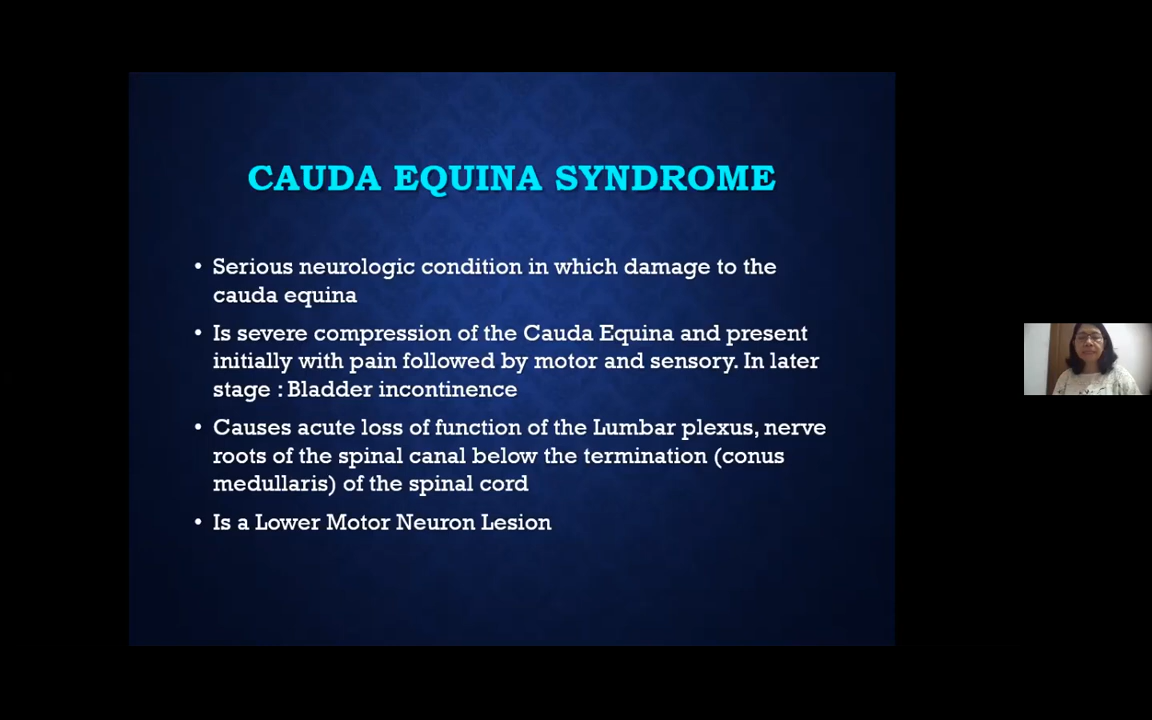 CAUDA EQUINA SYNDROME
• Serious neurologic condition in which damage to the
cauda equina
• Is severe compression of the Cauda Equina and present
initially with pain followed by motor and sensory. In later
stage : Bladder incontinence
• Causes acute loss of function of the Lumbar plexus, nerve
roots of the spinal canal below the termination (conus
medullaris) of the spinal cord
• Is a Lower Motor Neuron Lesion